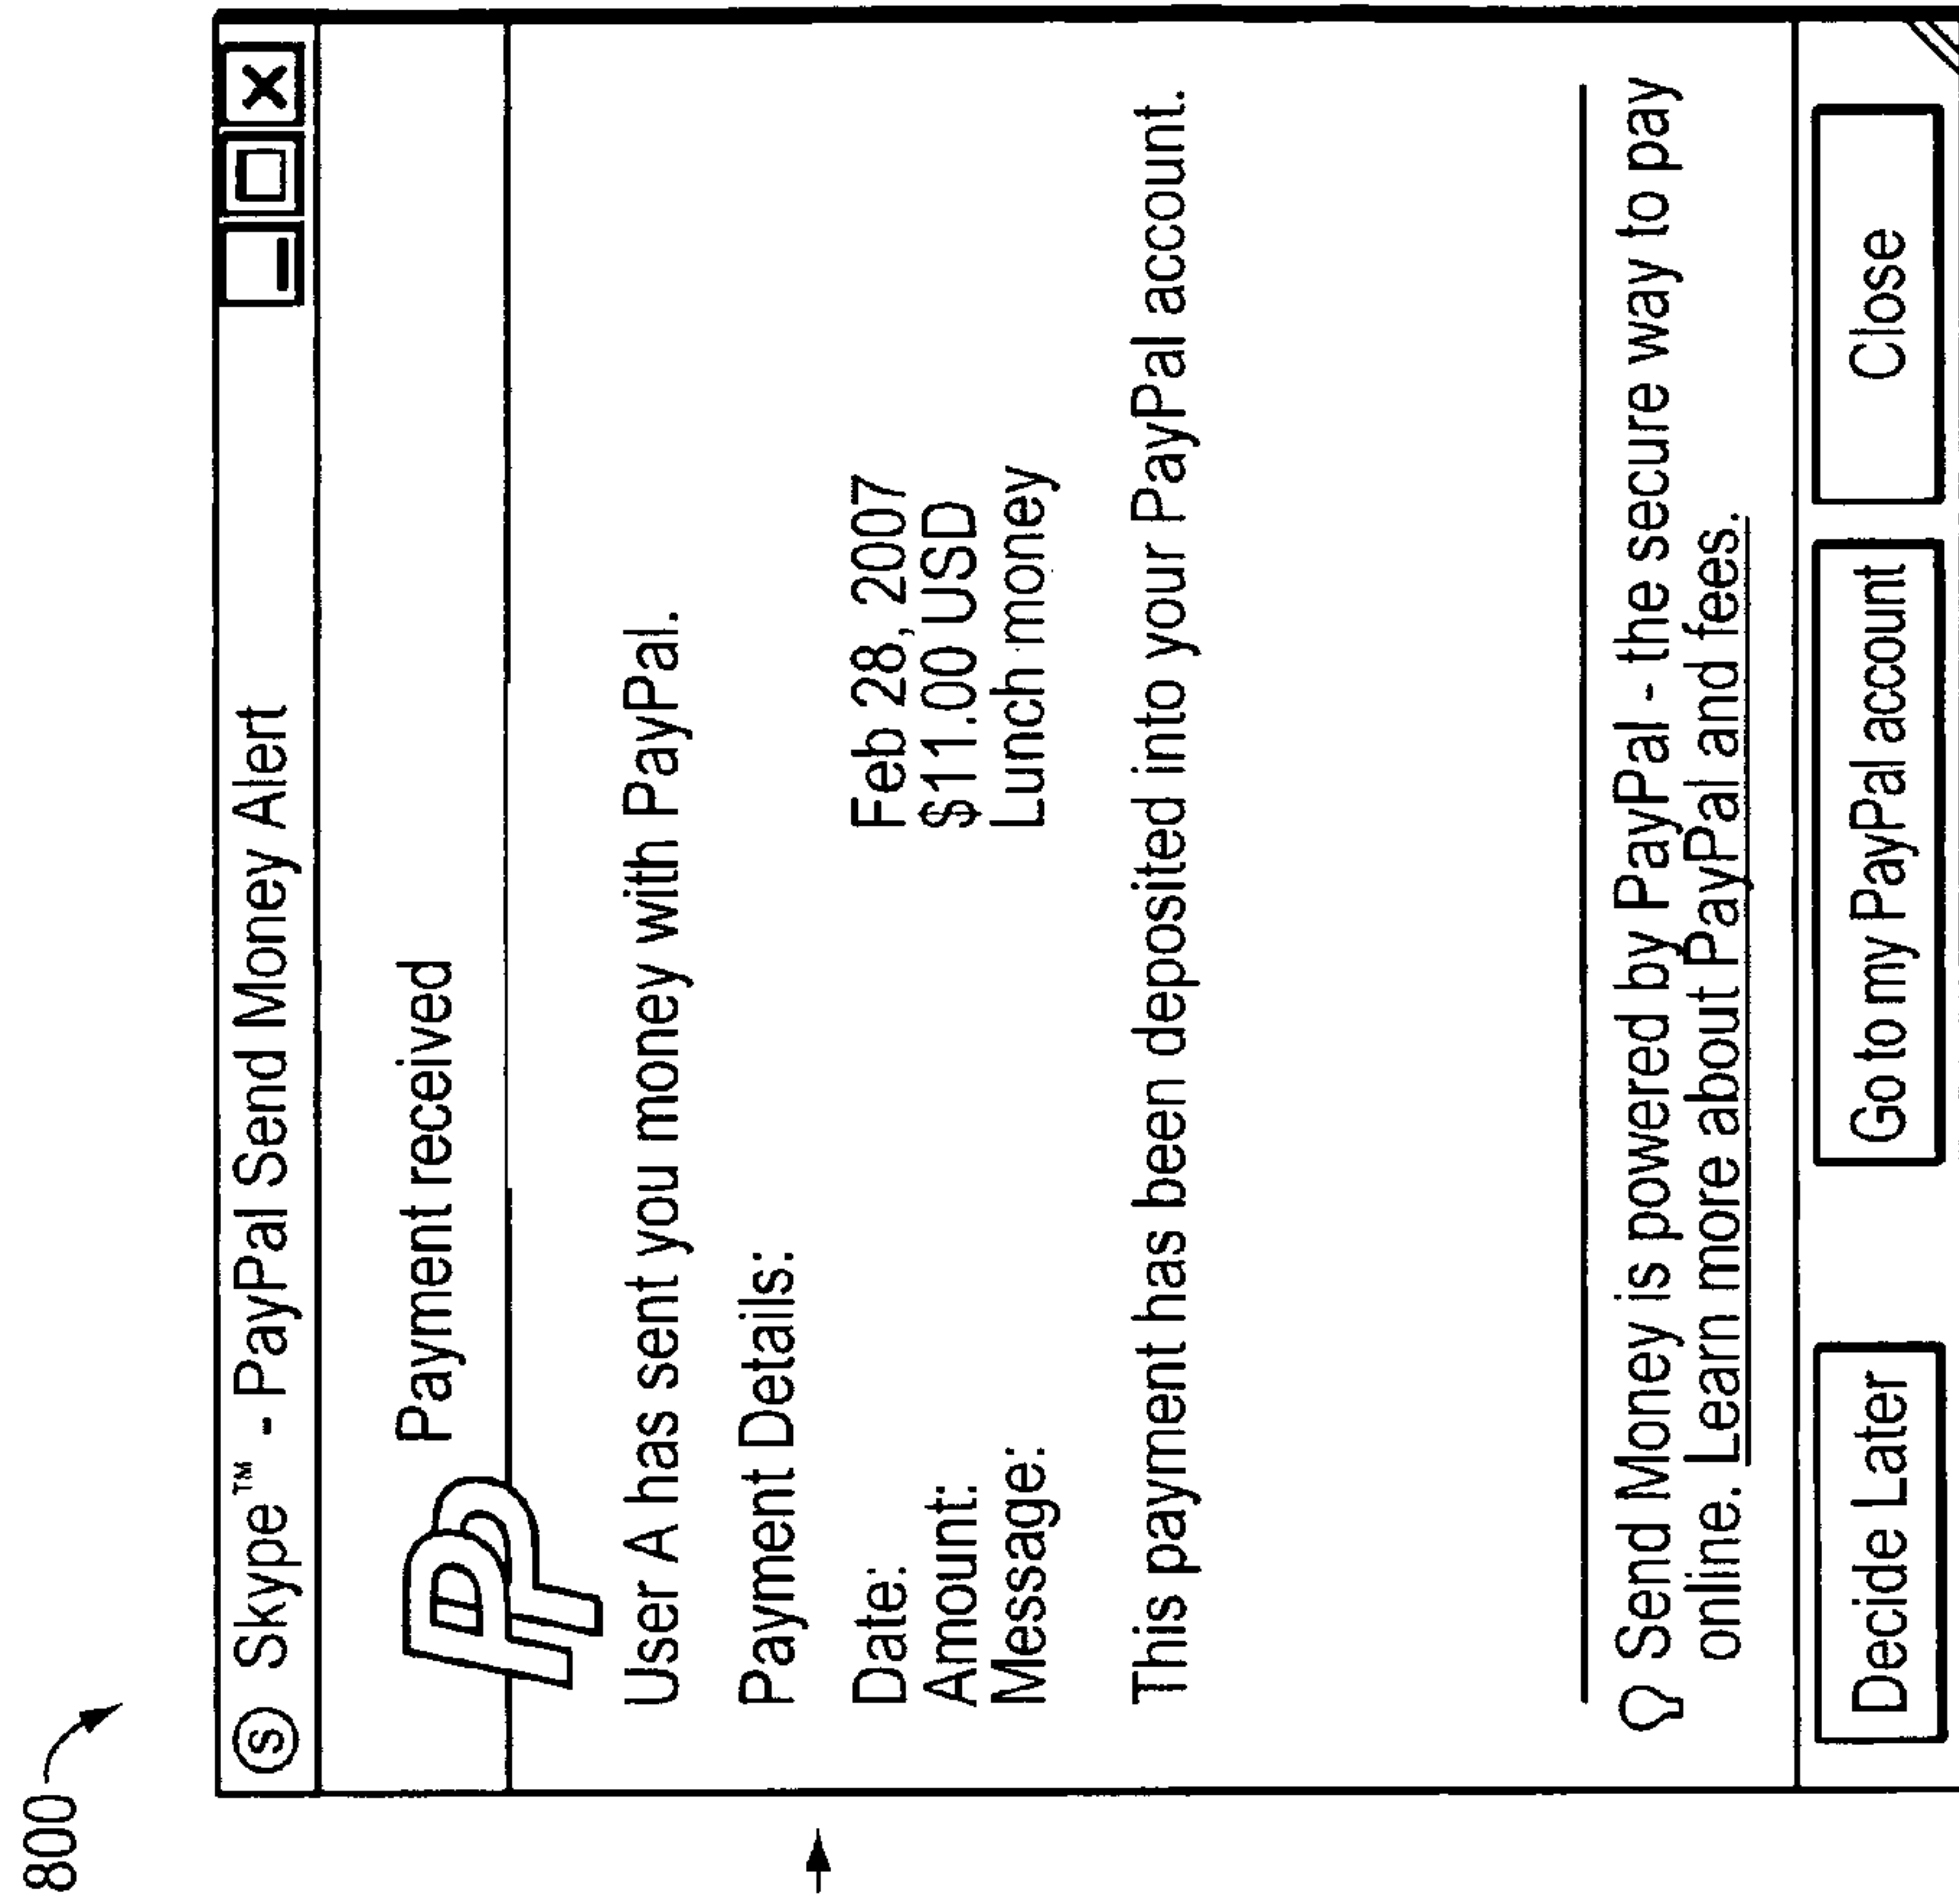 800
S Skype™ - PayPal Send Money Alert
PP Payment received
User A has sent you money with PayPal.
Payment Details:
Date: Feb 28, 2007
Amount: $11.00 USD
Message: Lunch money
This payment has been deposited into your PayPal account.
Send Money is powered by PayPal - the secure way to pay
online. Learn more about PayPal and fees.
Decide Later Go to my PayPal account Close